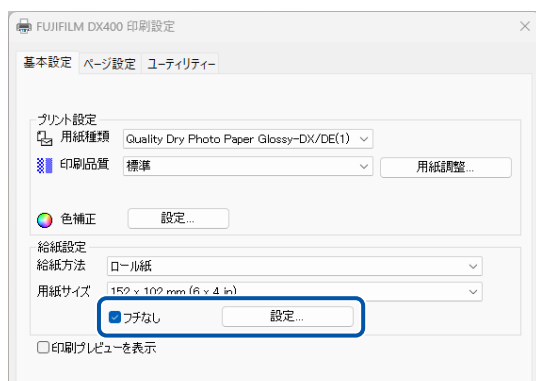 FUJIFILM DX400 印刷設定
基本設定 ページ設定 ユーティリティー
プリント設定
用紙種類 Quality Dry Photo Paper Glossy-DX/DE(1)
印刷品質 標準 用紙調整...
色補正 設定...
給紙設定
給紙方法 ロール紙
用紙サイズ 152 x 102 mm (6 x 4 in)
フチなし 設定...
印刷プレビューを表示